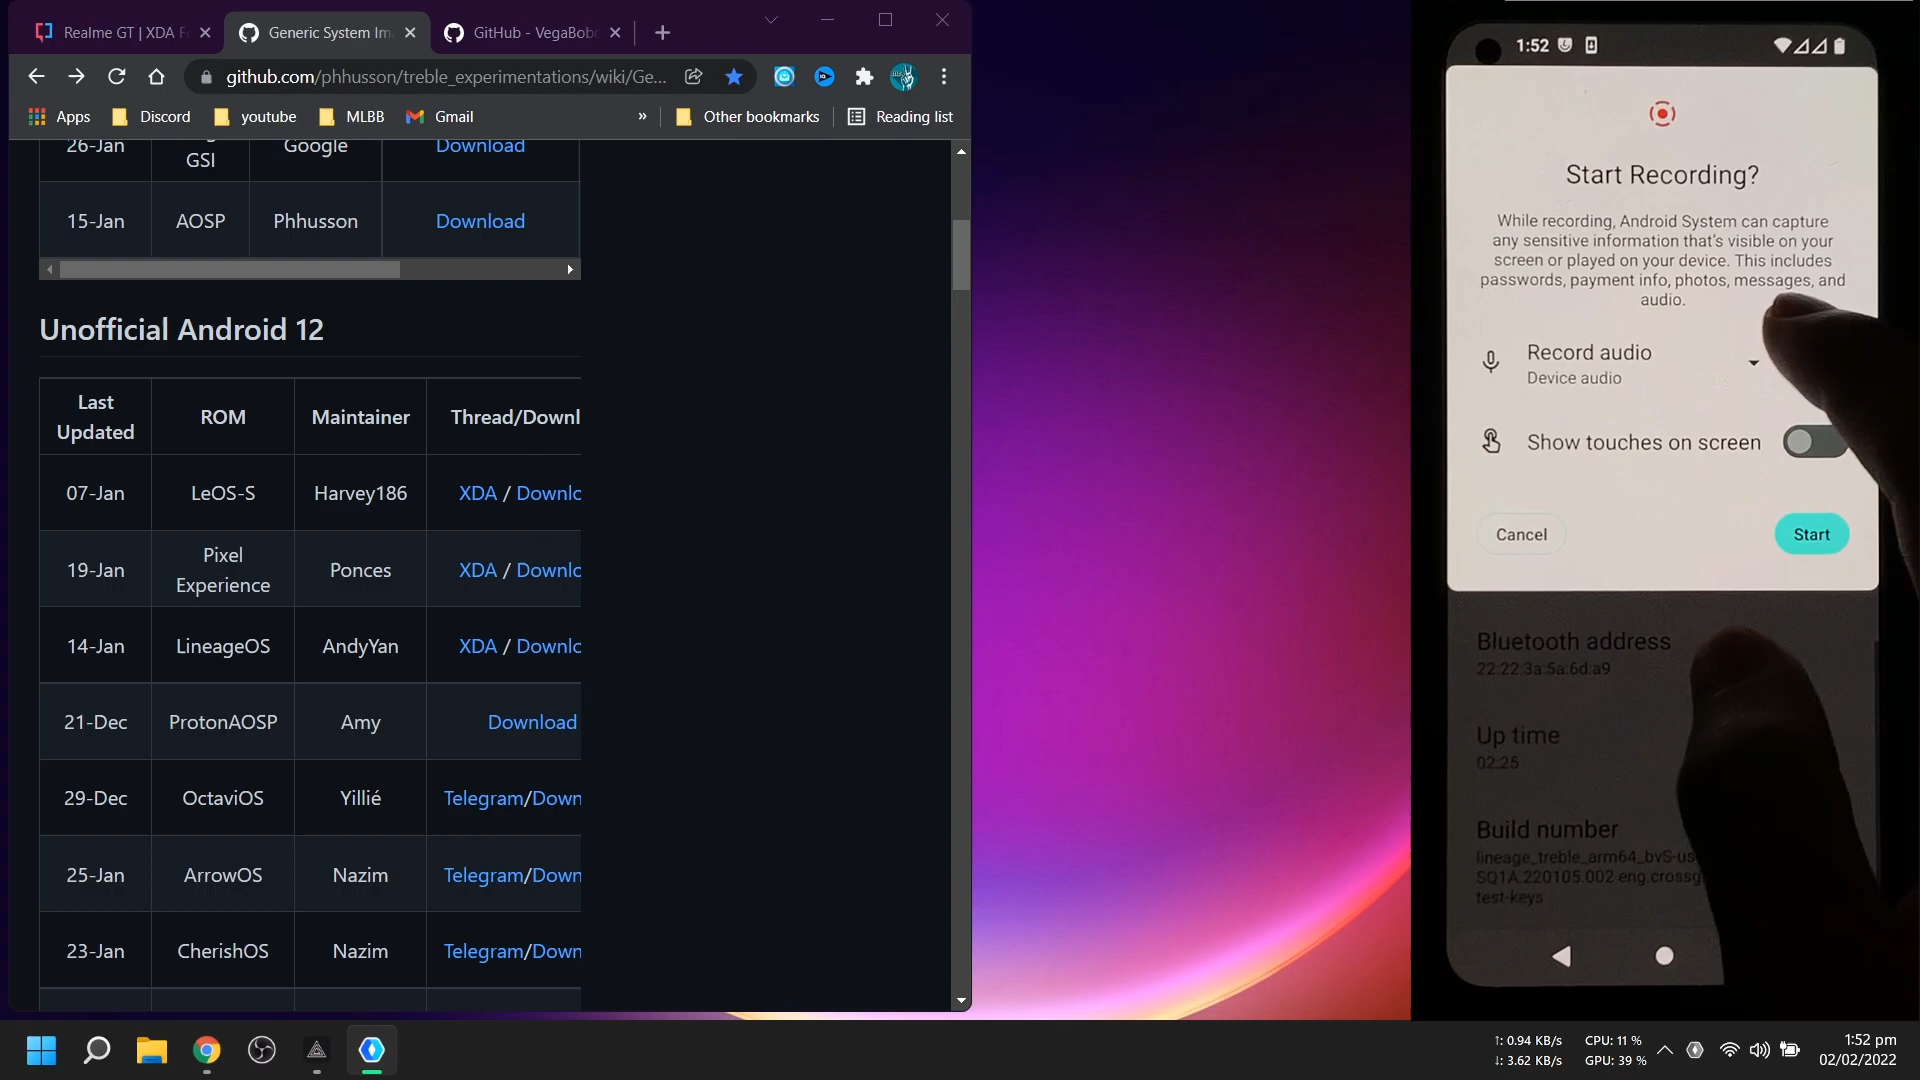 Realme GT | XDA F
Generic System Im
GitHub - VegaBob
github.com/phhusson/treble_experimentations/wiki/Ge...
Apps
Discord
youtube
MLBB
Gmail
»
Other bookmarks
Reading list
26-Jan
GSI
Google
Download
15-Jan
AOSP
Phhusson
Download
Unofficial Android 12
Last Updated
ROM
Maintainer
Thread/Downl
07-Jan
LeOS-S
Harvey186
XDA / Downlo
19-Jan
Pixel Experience
Ponces
XDA / Downlo
14-Jan
LineageOS
AndyYan
XDA / Downlo
21-Dec
ProtonAOSP
Amy
Download
29-Dec
OctaviOS
Yillié
Telegram/Down
25-Jan
ArrowOS
Nazim
Telegram/Down
23-Jan
CherishOS
Nazim
Telegram/Down
1:52
Start Recording?
While recording, Android System can capture
any sensitive information that's visible on your
screen or played on your device. This includes
passwords, payment info, photos, messages, and
audio.
Record audio
Device audio
Show touches on screen
Cancel
Start
Bluetooth address
22:22:3a:5a:6d:a9
Up time
02:25
Build number
lineage_treble_arm64_bvS-us
SQ1A.220105.002 eng.crossg
test-keys
↑: 0.94 KB/s
↓: 3.62 KB/s
CPU: 11 %
GPU: 39 %
1:52 pm
02/02/2022